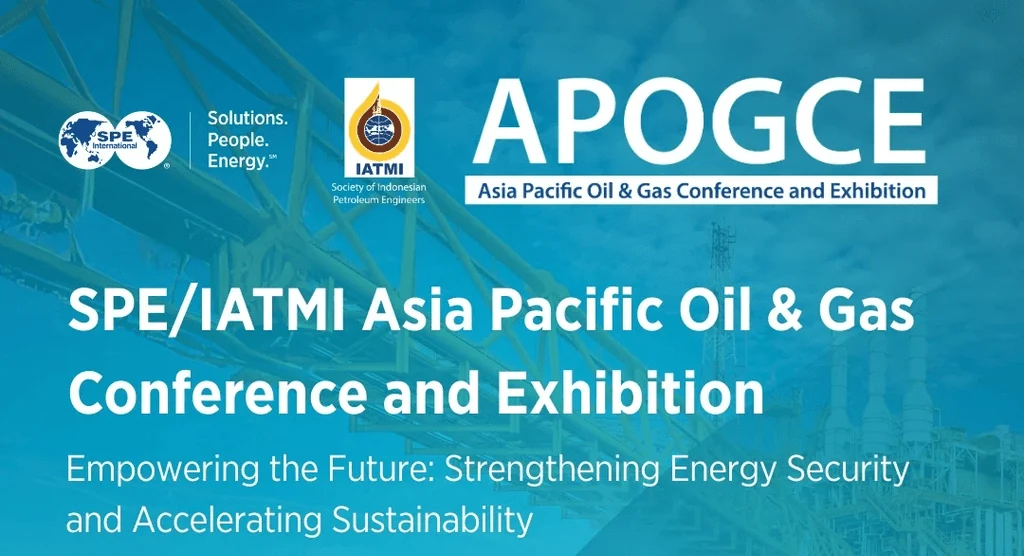 SPE
International
®
Solutions.
People.
Energy.℠
IATMI
Society of Indonesian
Petroleum Engineers
APOGCE
Asia Pacific Oil & Gas Conference and Exhibition
SPE/IATMI Asia Pacific Oil & Gas
Conference and Exhibition
Empowering the Future: Strengthening Energy Security
and Accelerating Sustainability